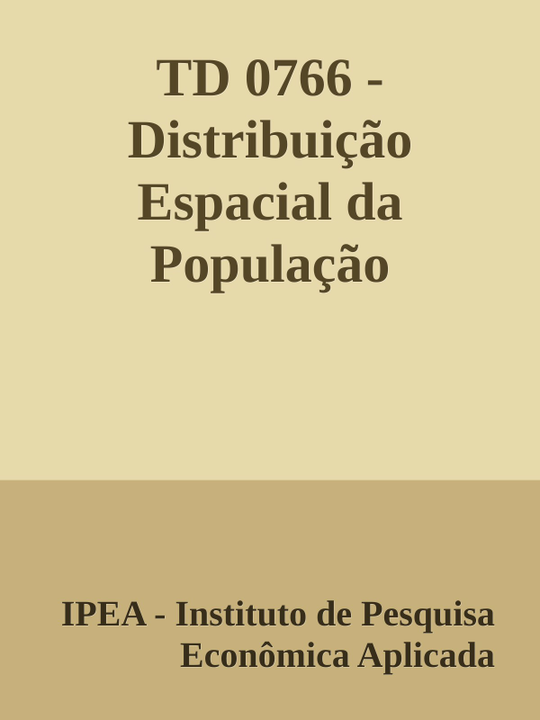 TD 0766 -
Distribuição
Espacial da
População
IPEA - Instituto de Pesquisa
Econômica Aplicada